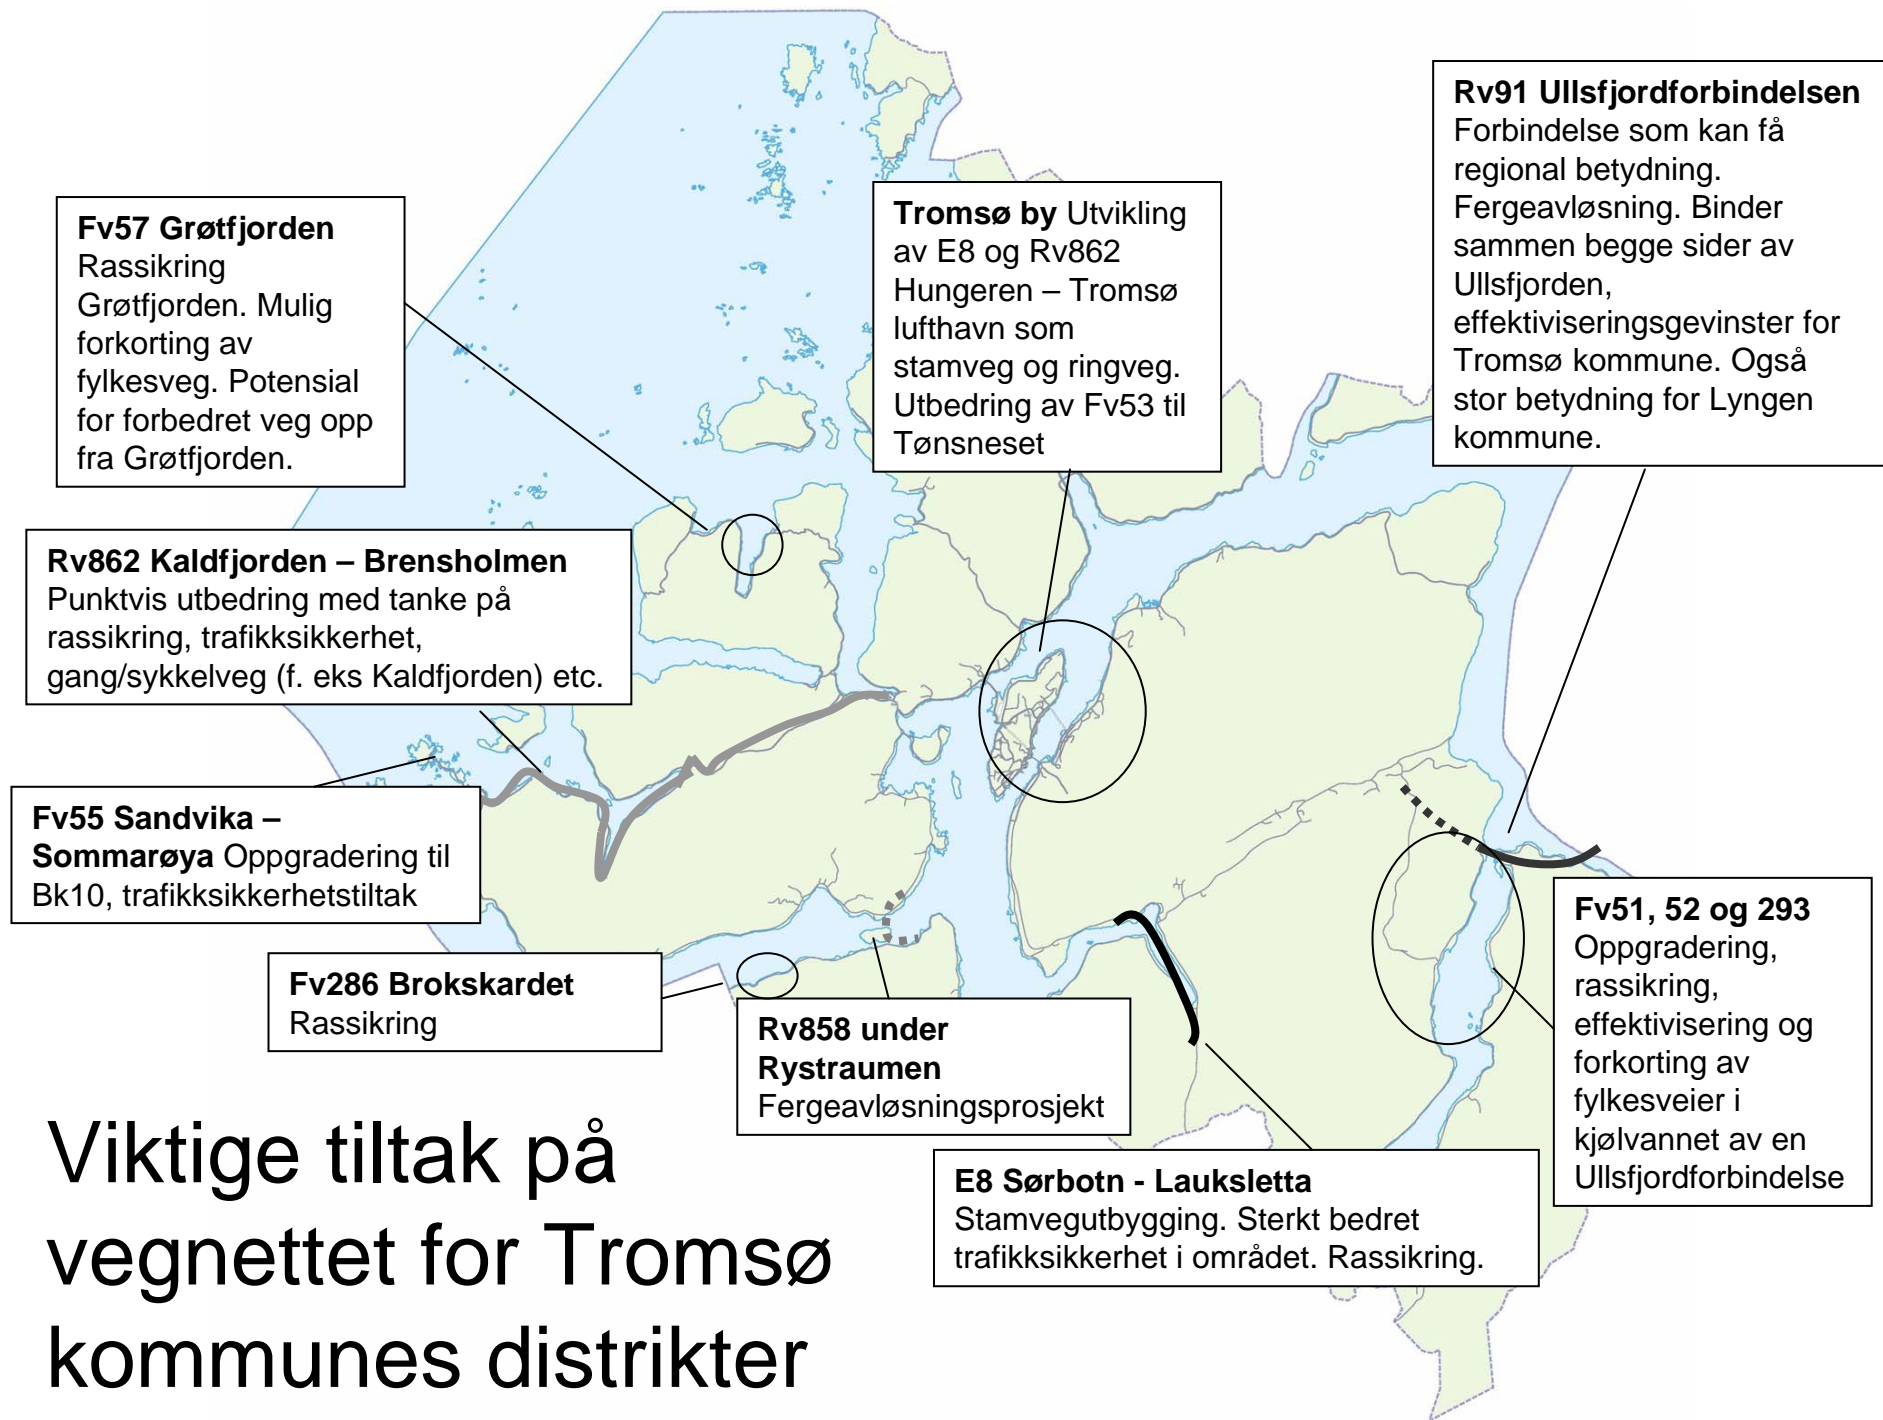 Rv91 Ullsfjordforbindelsen
Forbindelse som kan få
regional betydning.
Fergeavløsning. Binder
sammen begge sider av
Ullsfjorden,
effektiviseringsgevinster for
Tromsø kommune. Også
stor betydning for Lyngen
kommune.
Tromsø by Utvikling
av E8 og Rv862
Hungeren – Tromsø
lufthavn som
stamveg og ringveg.
Utbedring av Fv53 til
Tønsneset
Fv57 Grøtfjorden
Rassikring
Grøtfjorden. Mulig
forkorting av
fylkesveg. Potensial
for forbedret veg opp
fra Grøtfjorden.
Rv862 Kaldfjorden – Brensholmen
Punktvis utbedring med tanke på
rassikring, trafikksikkerhet,
gang/sykkelveg (f. eks Kaldfjorden) etc.
Fv55 Sandvika –
Sommarøya Oppgradering til
Bk10, trafikksikkerhetstiltak
Fv286 Brokskardet
Rassikring
Rv858 under
Rystraumen
Fergeavløsningsprosjekt
Fv51, 52 og 293
Oppgradering,
rassikring,
effektivisering og
forkorting av
fylkesveier i
kjølvannet av en
Ullsfjordforbindelse
E8 Sørbotn - Lauksletta
Stamvegutbygging. Sterkt bedret
trafikksikkerhet i området. Rassikring.
Viktige tiltak på
vegnettet for Tromsø
kommunes distrikter